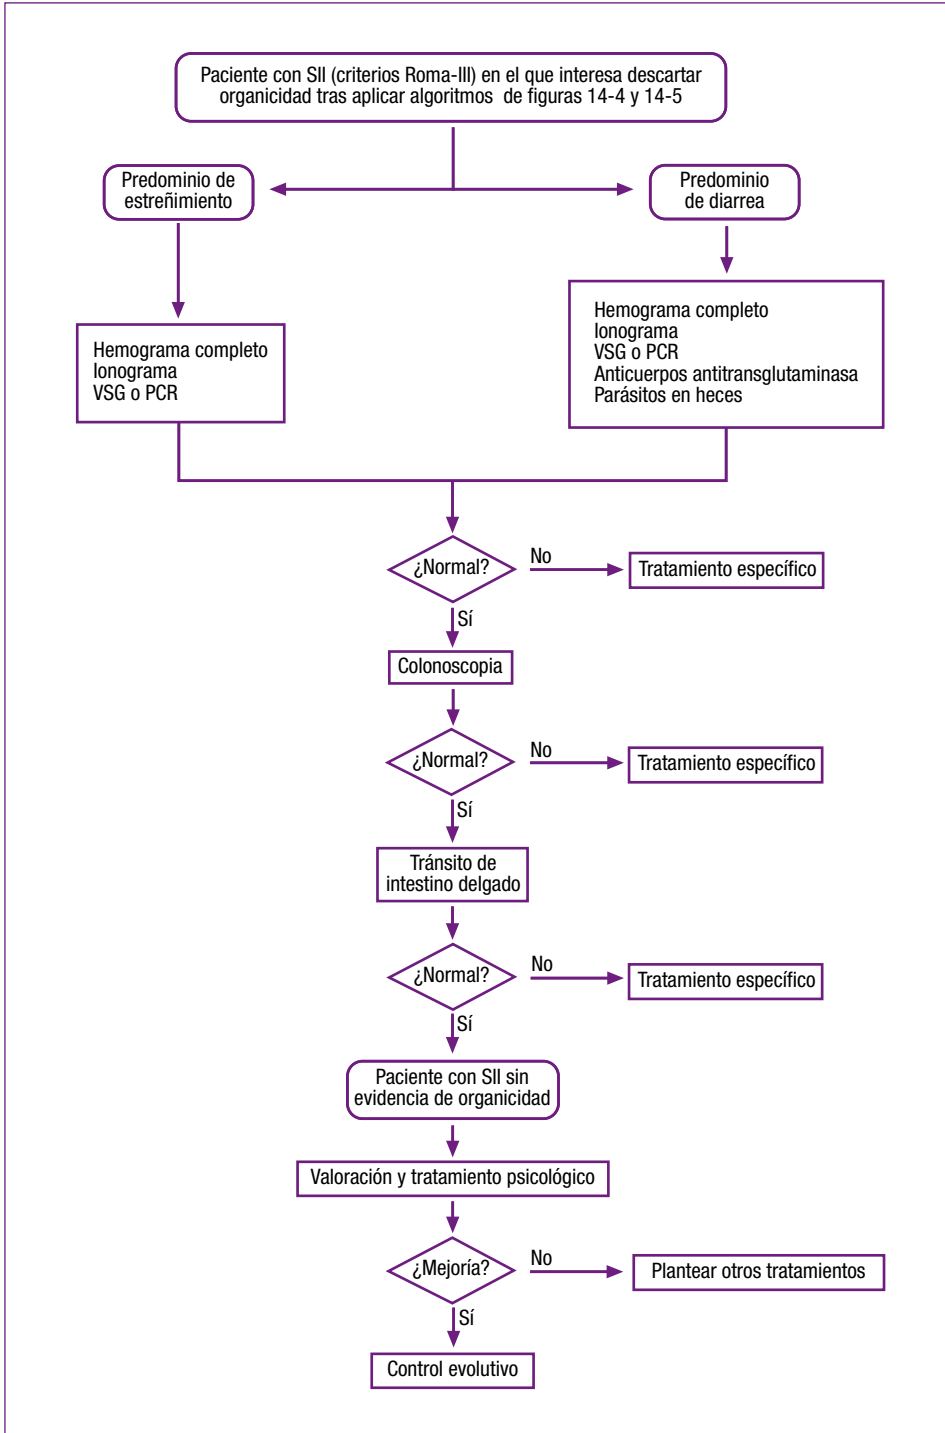 Paciente con SII (criterios Roma-III) en el que interesa descartar
organicidad tras aplicar algoritmos de figuras 14-4 y 14-5
Predominio de
estreñimiento
Predominio
de diarrea
Hemograma completo
Ionograma
VSG o PCR
Hemograma completo
Ionograma
VSG o PCR
Anticuerpos antitransglutaminasa
Parásitos en heces
¿Normal?
No
Tratamiento específico
Sí
Colonoscopia
¿Normal?
No
Tratamiento específico
Sí
Tránsito de
intestino delgado
¿Normal?
No
Tratamiento específico
Sí
Paciente con SII sin
evidencia de organicidad
Valoración y tratamiento psicológico
¿Mejoría?
No
Plantear otros tratamientos
Sí
Control evolutivo